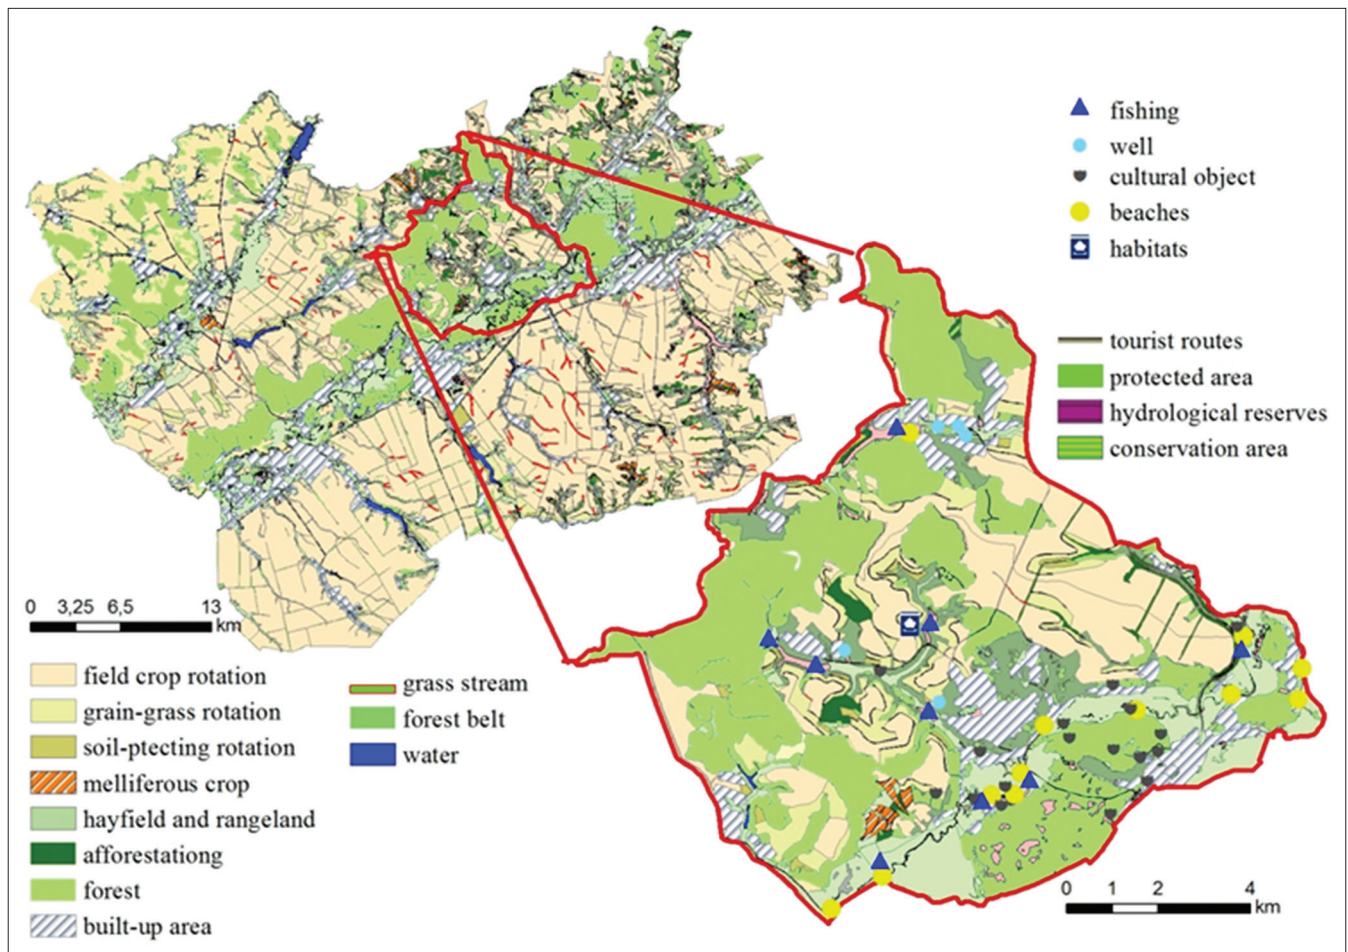 fishing
well
cultural object
beaches
habitats
tourist routes
protected area
hydrological reserves
conservation area
0 3,25 6,5 13
km
field crop rotation
grain-grass rotation
soil-ptecting rotation
melliferous crop
hayfield and rangeland
afforestationg
forest
built-up area
grass stream
forest belt
water
0 1 2 4
km